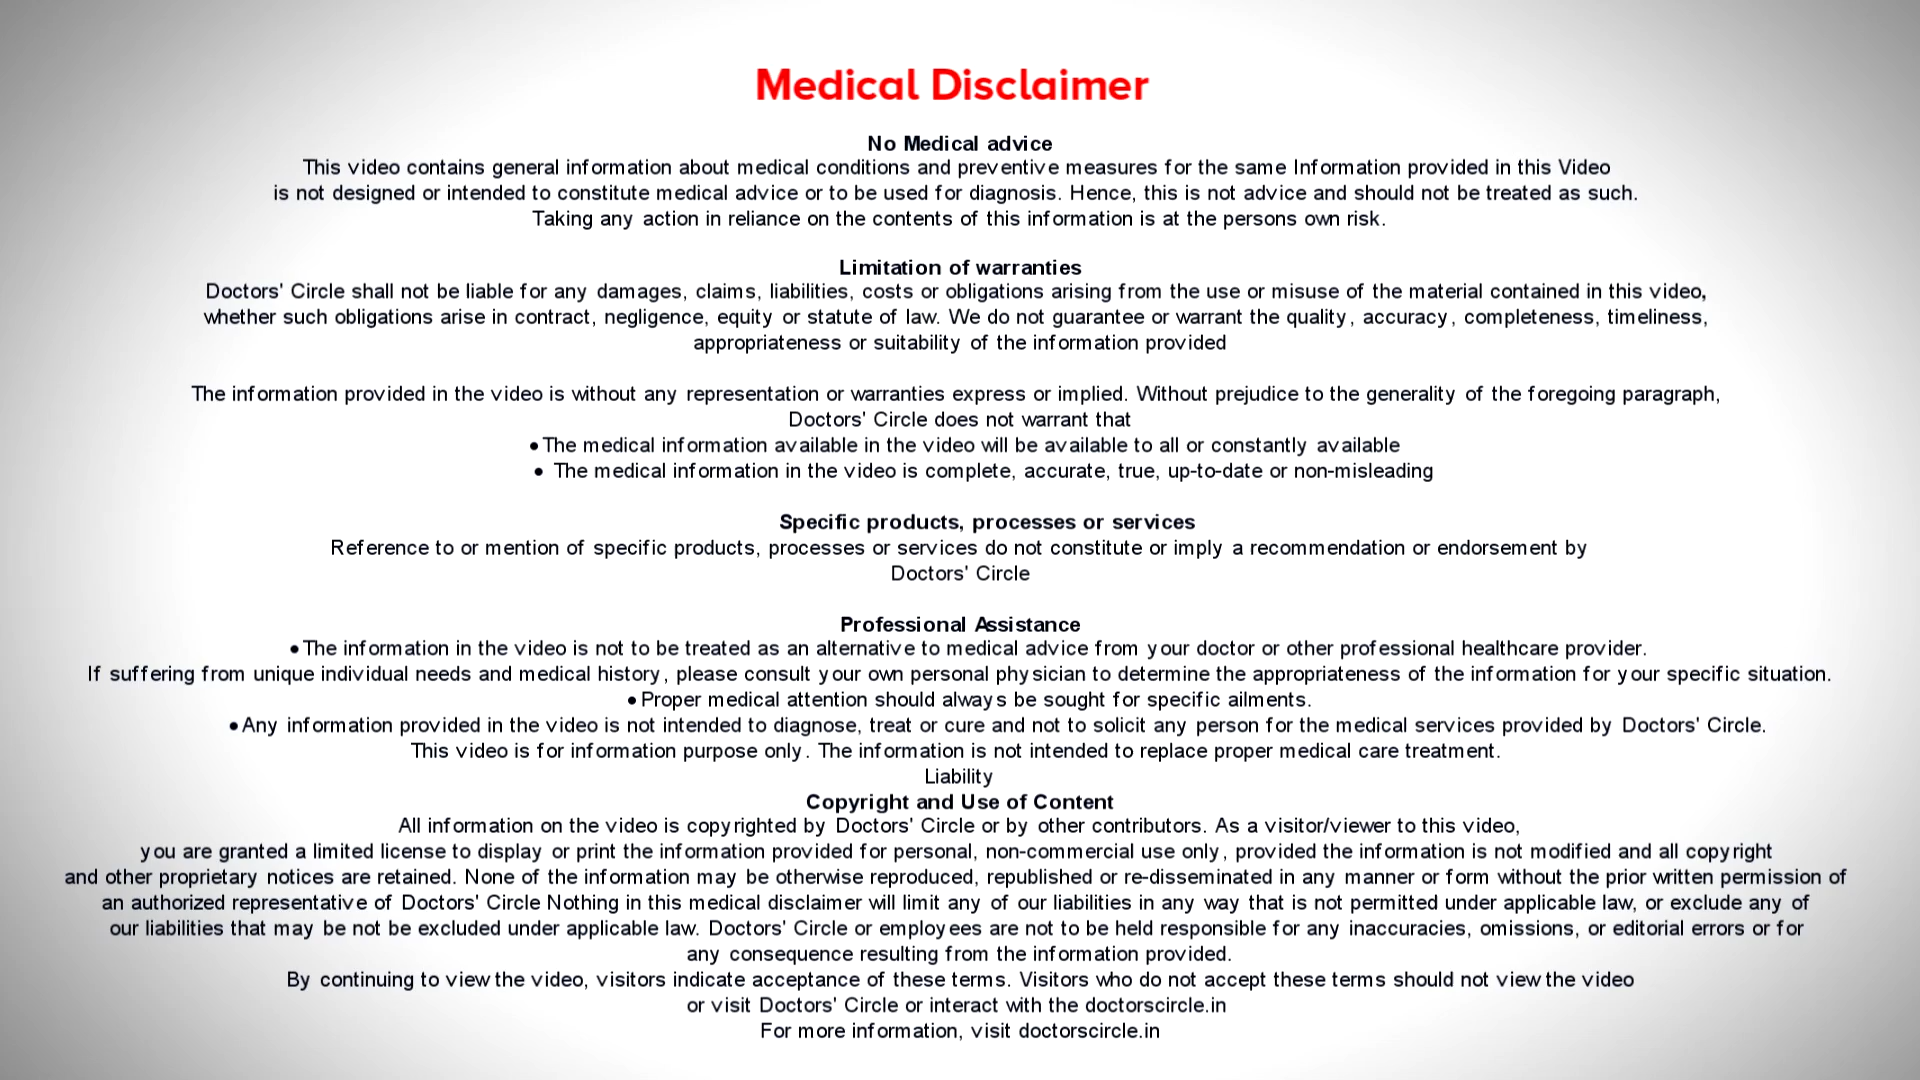 Medical Disclaimer
No Medical advice
This video contains general information about medical conditions and preventive measures for the same Information provided in this Video
is not designed or intended to constitute medical advice or to be used for diagnosis. Hence, this is not advice and should not be treated as such.
Taking any action in reliance on the contents of this information is at the persons own risk.
Limitation of warranties
Doctors' Circle shall not be liable for any damages, claims, liabilities, costs or obligations arising from the use or misuse of the material contained in this video,
whether such obligations arise in contract, negligence, equity or statute of law. We do not guarantee or warrant the quality, accuracy, completeness, timeliness,
appropriateness or suitability of the information provided
The information provided in the video is without any representation or warranties express or implied. Without prejudice to the generality of the foregoing paragraph,
Doctors' Circle does not warrant that
•The medical information available in the video will be available to all or constantly available
• The medical information in the video is complete, accurate, true, up-to-date or non-misleading
Specific products, processes or services
Reference to or mention of specific products, processes or services do not constitute or imply a recommendation or endorsement by
Doctors' Circle
Professional Assistance
•The information in the video is not to be treated as an alternative to medical advice from your doctor or other professional healthcare provider.
If suffering from unique individual needs and medical history, please consult your own personal physician to determine the appropriateness of the information for your specific situation.
•Proper medical attention should always be sought for specific ailments.
•Any information provided in the video is not intended to diagnose, treat or cure and not to solicit any person for the medical services provided by Doctors' Circle.
This video is for information purpose only. The information is not intended to replace proper medical care treatment.
Liability
Copyright and Use of Content
All information on the video is copyrighted by Doctors' Circle or by other contributors. As a visitor/viewer to this video,
you are granted a limited license to display or print the information provided for personal, non-commercial use only, provided the information is not modified and all copyright
and other proprietary notices are retained. None of the information may be otherwise reproduced, republished or re-disseminated in any manner or form without the prior written permission of
an authorized representative of Doctors' Circle Nothing in this medical disclaimer will limit any of our liabilities in any way that is not permitted under applicable law, or exclude any of
our liabilities that may be not be excluded under applicable law. Doctors' Circle or employees are not to be held responsible for any inaccuracies, omissions, or editorial errors or for
any consequence resulting from the information provided.
By continuing to view the video, visitors indicate acceptance of these terms. Visitors who do not accept these terms should not view the video
or visit Doctors' Circle or interact with the doctorscircle.in
For more information, visit doctorscircle.in